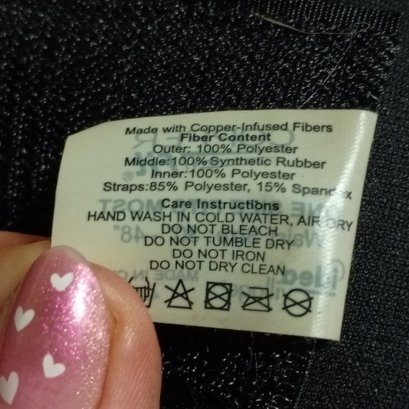 Made with Copper-Infused Fibers
Fiber Content
Outer: 100% Polyester
Middle:100% Synthetic Rubber
Inner:100% Polyester
Straps:85% Polyester, 15% Spandex
Care Instructions
HAND WASH IN COLD WATER, AIR DRY
DO NOT BLEACH
DO NOT TUMBLE DRY
DO NOT IRON
DO NOT DRY CLEAN